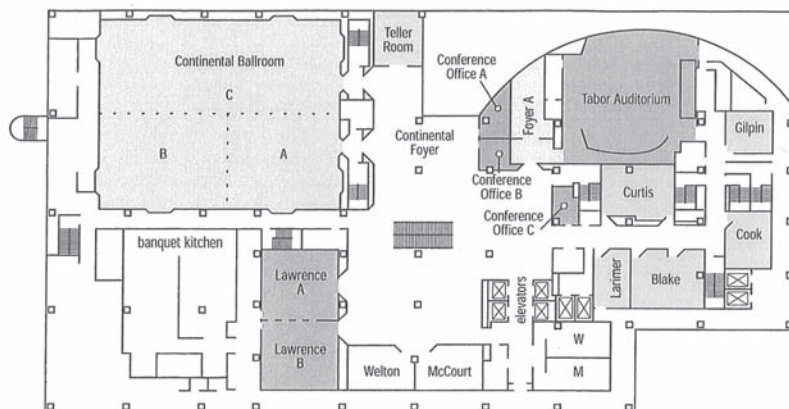 Teller
Room
Continental Ballroom
C
B
A
Conference
Office A
Foyer A
Tabor Auditorium
Gilpin
Continental
Foyer
Conference
Office B
Conference
Office C
Curtis
Cook
banquet kitchen
Lawrence
A
Lawrence
B
elevators
Larimer
Blake
Welton
McCourt
W
M